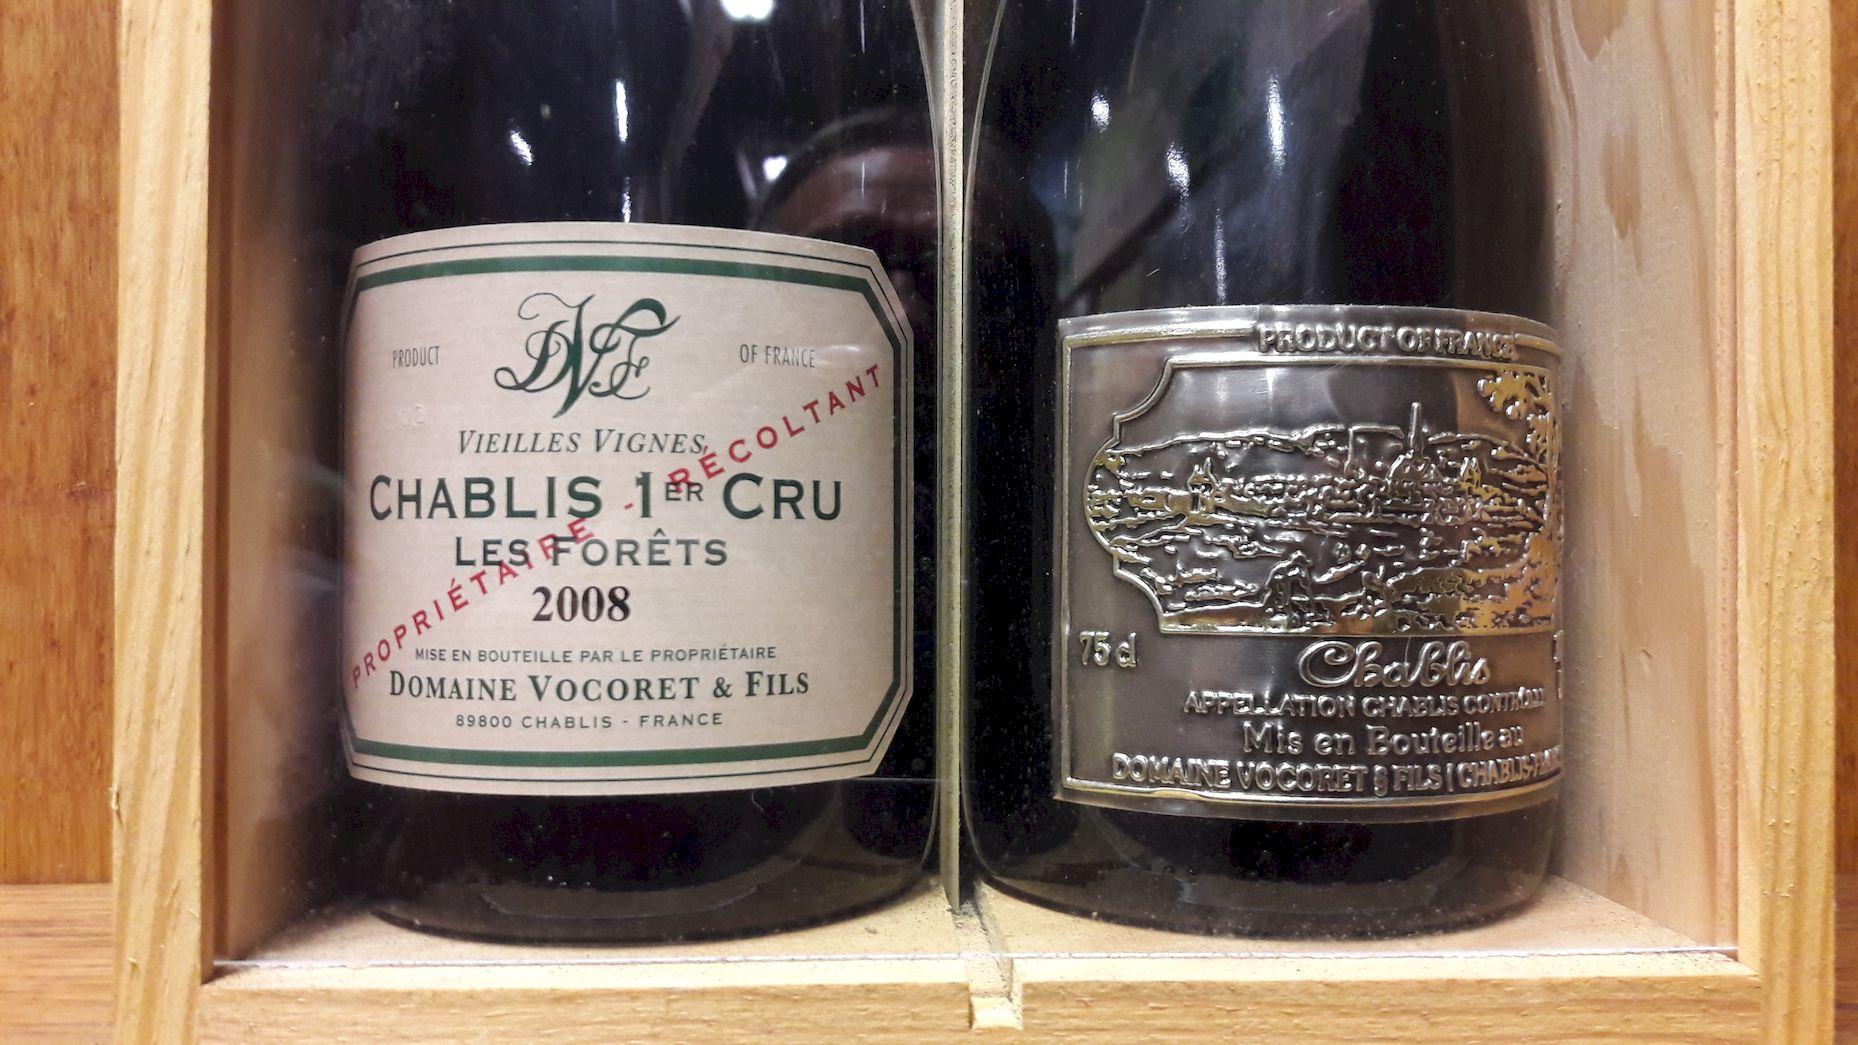 PRODUCT OF FRANCE
VIEILLES VIGNES
CHABLIS 1ER CRU
LES FORÊTS
2008
PROPRIÉTAIRE - RÉCOLTANT
MISE EN BOUTEILLE PAR LE PROPRIÉTAIRE
DOMAINE VOCORET & FILS
89800 CHABLIS - FRANCE
PRODUCT OF FRANCE
75 cl
Chablis
APPELLATION CHABLIS CONTRÔLÉE
Mis en Bouteille au
DOMAINE VOCORET & FILS CHABLIS